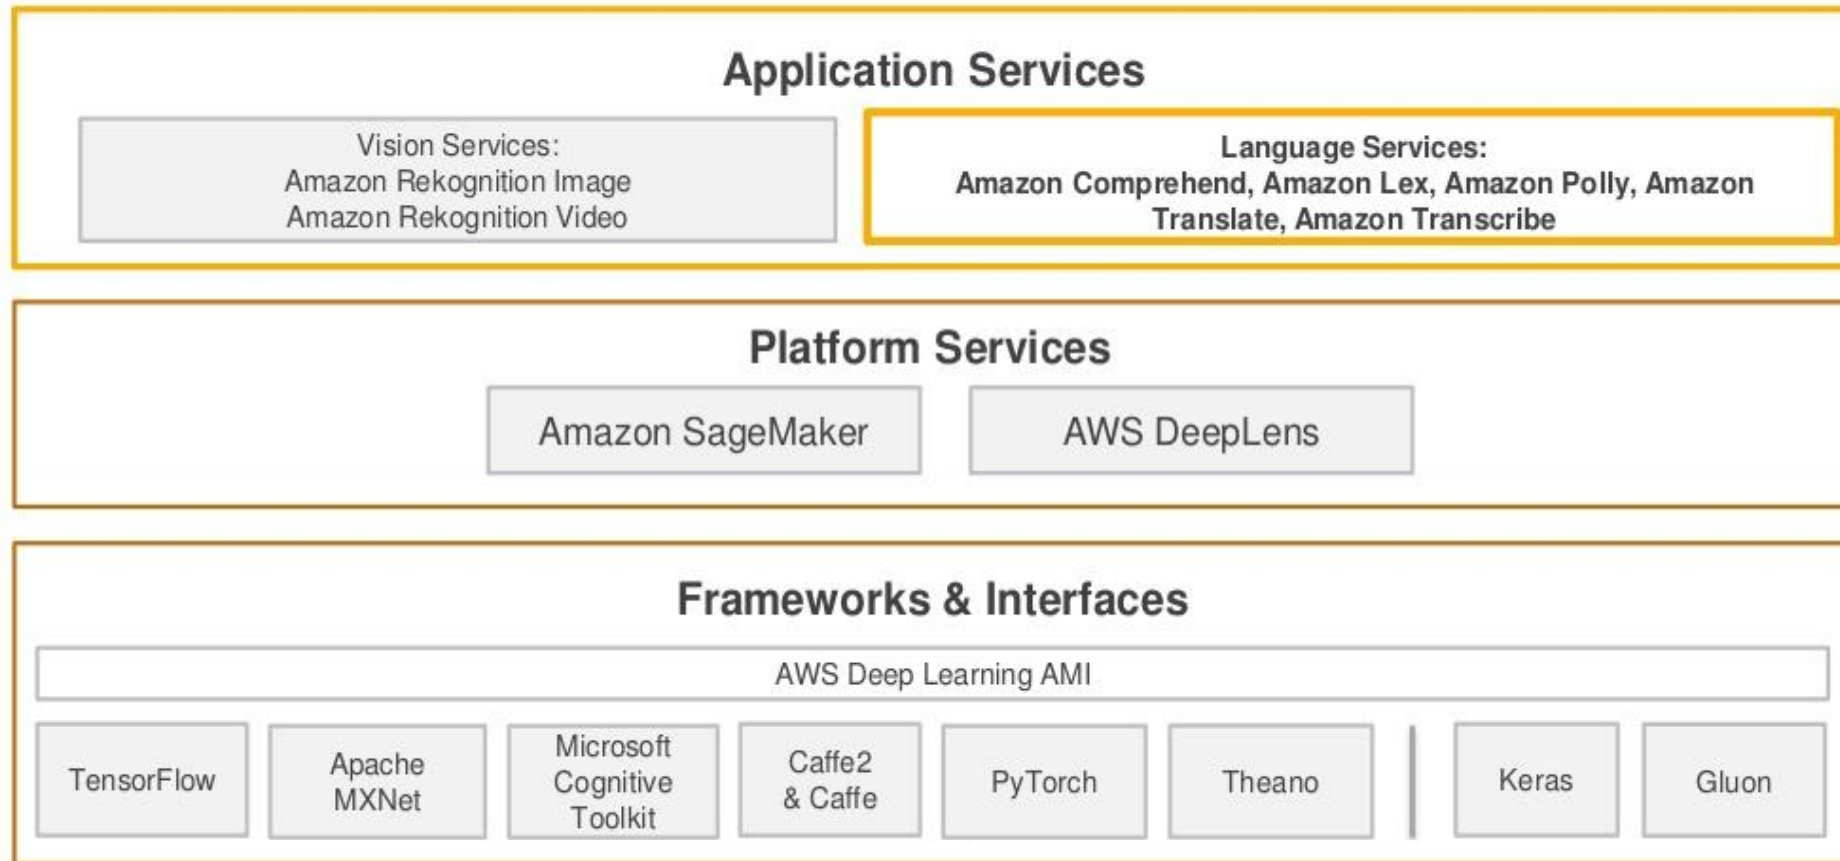 Application Services
Vision Services:
Amazon Rekognition Image
Amazon Rekognition Video
Language Services:
Amazon Comprehend, Amazon Lex, Amazon Polly, Amazon
Translate, Amazon Transcribe
Platform Services
Amazon SageMaker
AWS DeepLens
Frameworks & Interfaces
AWS Deep Learning AMI
TensorFlow
Apache
MXNet
Microsoft
Cognitive
Toolkit
Caffe2
& Caffe
PyTorch
Theano
Keras
Gluon